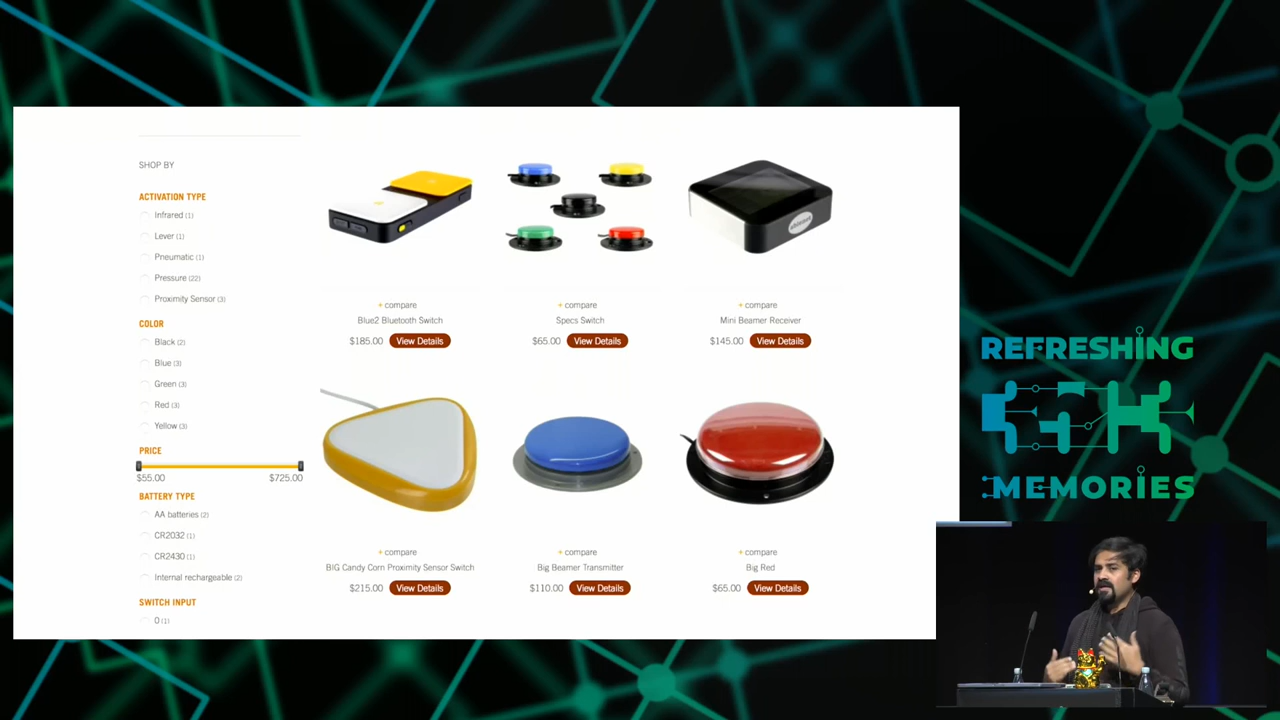 SHOP BY
ACTIVATION TYPE
Infrared (1)
Lever (1)
Pneumatic (1)
Pressure (22)
Proximity Sensor (3)
COLOR
Black (2)
Blue (3)
Green (3)
Red (3)
Yellow (3)
PRICE
$55.00 $725.00
BATTERY TYPE
AA batteries (2)
CR2032 (1)
CR2430 (1)
Internal rechargeable (2)
SWITCH INPUT
0 (1)
+ compare
Blue2 Bluetooth Switch
$185.00 View Details
+ compare
Specs Switch
$65.00 View Details
+ compare
Mini Beamer Receiver
$145.00 View Details
+ compare
BIG Candy Corn Proximity Sensor Switch
$215.00 View Details
+ compare
Big Beamer Transmitter
$110.00 View Details
+ compare
Big Red
$65.00 View Details
REFRESHING
MEMORIES